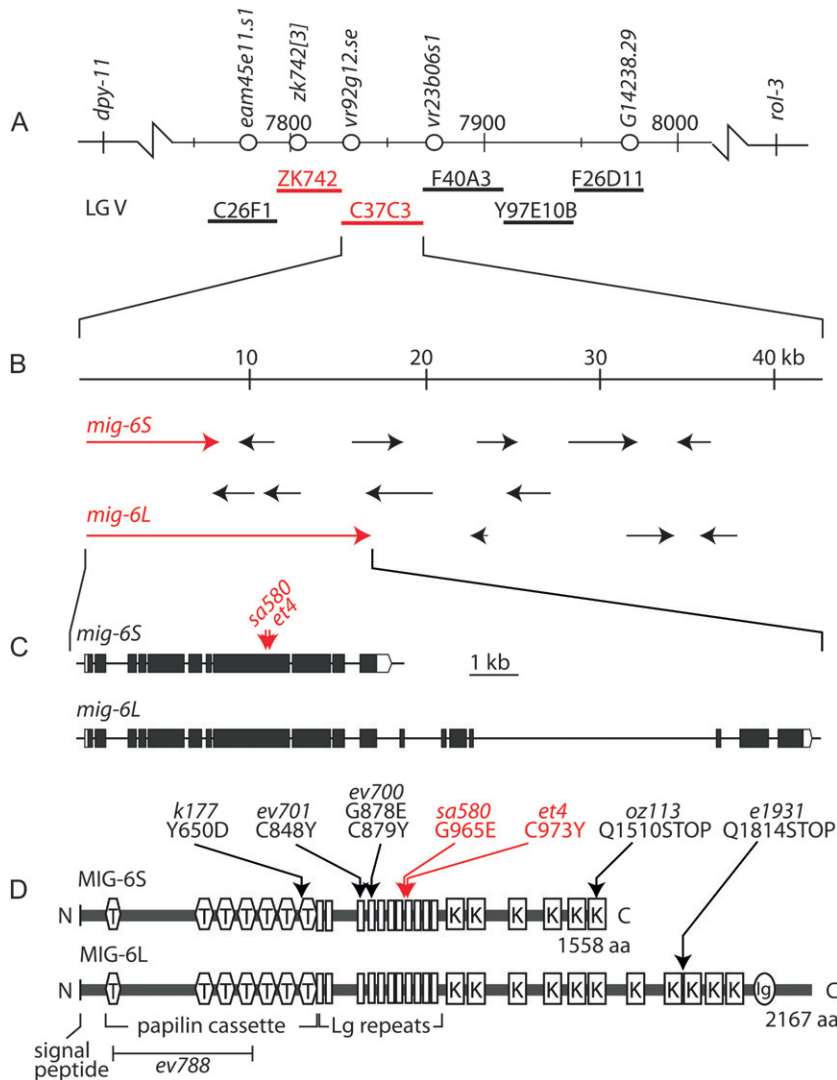 A
dpy-11
eam45e11.s1
zk742[3]
vr92g12.se
vr23b06s1
G14238.29
rol-3
7800 7900 8000
ZK742 F40A3 F26D11
LG V C26F1 C37C3 Y97E10B
B
10 20 30 40 kb
mig-6S
mig-6L
sa580
et4
C
mig-6S
1 kb
mig-6L
k177 ev701 ev700 sa580 et4 oz113 e1931
Y650D C848Y G878E G965E C973Y Q1510STOP Q1814STOP
C879Y
D
MIG-6S
N T T T T T T T K K K K K K K C
1558 aa
MIG-6L
N T T T T T T T K K K K K K K K K K K K Ig C
2167 aa
signal papilin cassette Lg repeats
peptide
ev788